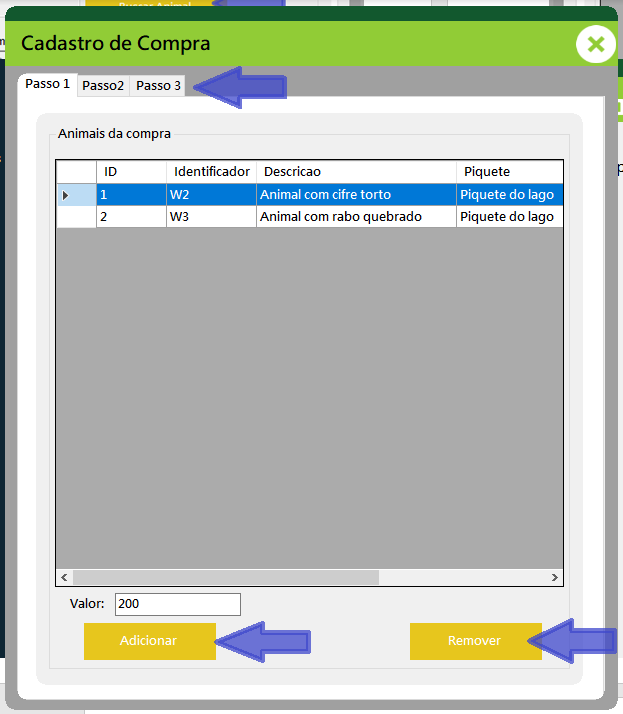 Cadastro de Compra
Passo 1 Passo2 Passo 3
Animais da compra
ID Identificador Descricao Piquete
1 W2 Animal com cifre torto Piquete do lago
2 W3 Animal com rabo quebrado Piquete do lago
Valor: 200
Adicionar Remover